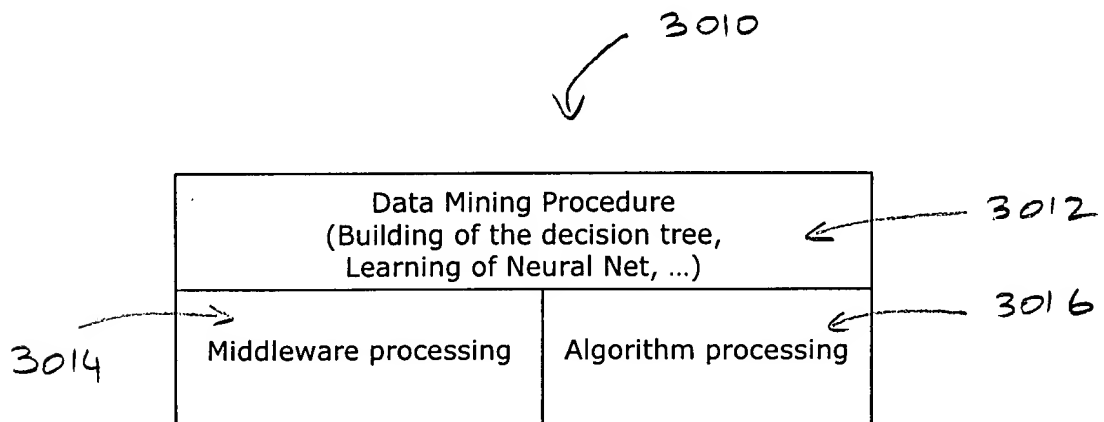 3010
Data Mining Procedure
(Building of the decision tree,
Learning of Neural Net, ...)
3012
3014
Middleware processing
Algorithm processing
3016